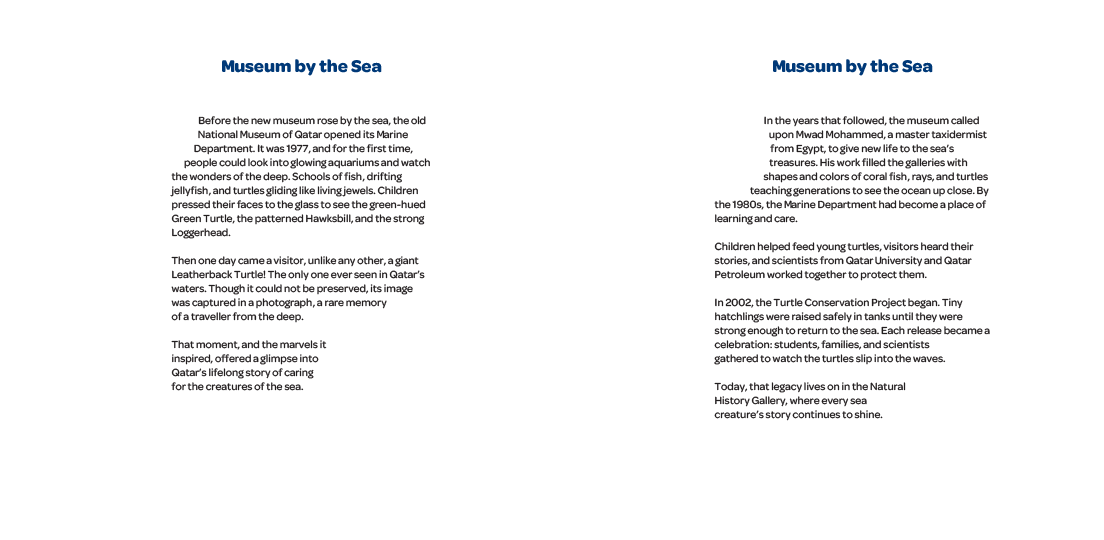 Museum by the Sea
Before the new museum rose by the sea, the old
National Museum of Qatar opened its Marine
Department. It was 1977, and for the first time,
people could look into glowing aquariums and watch
the wonders of the deep. Schools of fish, drifting
jellyfish, and turtles gliding like living jewels. Children
pressed their faces to the glass to see the green-hued
Green Turtle, the patterned Hawksbill, and the strong
Loggerhead.
Then one day came a visitor, unlike any other, a giant
Leatherback Turtle! The only one ever seen in Qatar's
waters. Though it could not be preserved, its image
was captured in a photograph, a rare memory
of a traveller from the deep.
That moment, and the marvels it
inspired, offered a glimpse into
Qatar's lifelong story of caring
for the creatures of the sea.
Museum by the Sea
In the years that followed, the museum called
upon Mwad Mohammed, a master taxidermist
from Egypt, to give new life to the sea's
treasures. His work filled the galleries with
shapes and colors of coral fish, rays, and turtles
teaching generations to see the ocean up close. By
the 1980s, the Marine Department had become a place of
learning and care.
Children helped feed young turtles, visitors heard their
stories, and scientists from Qatar University and Qatar
Petroleum worked together to protect them.
In 2002, the Turtle Conservation Project began. Tiny
hatchlings were raised safely in tanks until they were
strong enough to return to the sea. Each release became a
celebration: students, families, and scientists
gathered to watch the turtles slip into the waves.
Today, that legacy lives on in the Natural
History Gallery, where every sea
creature's story continues to shine.